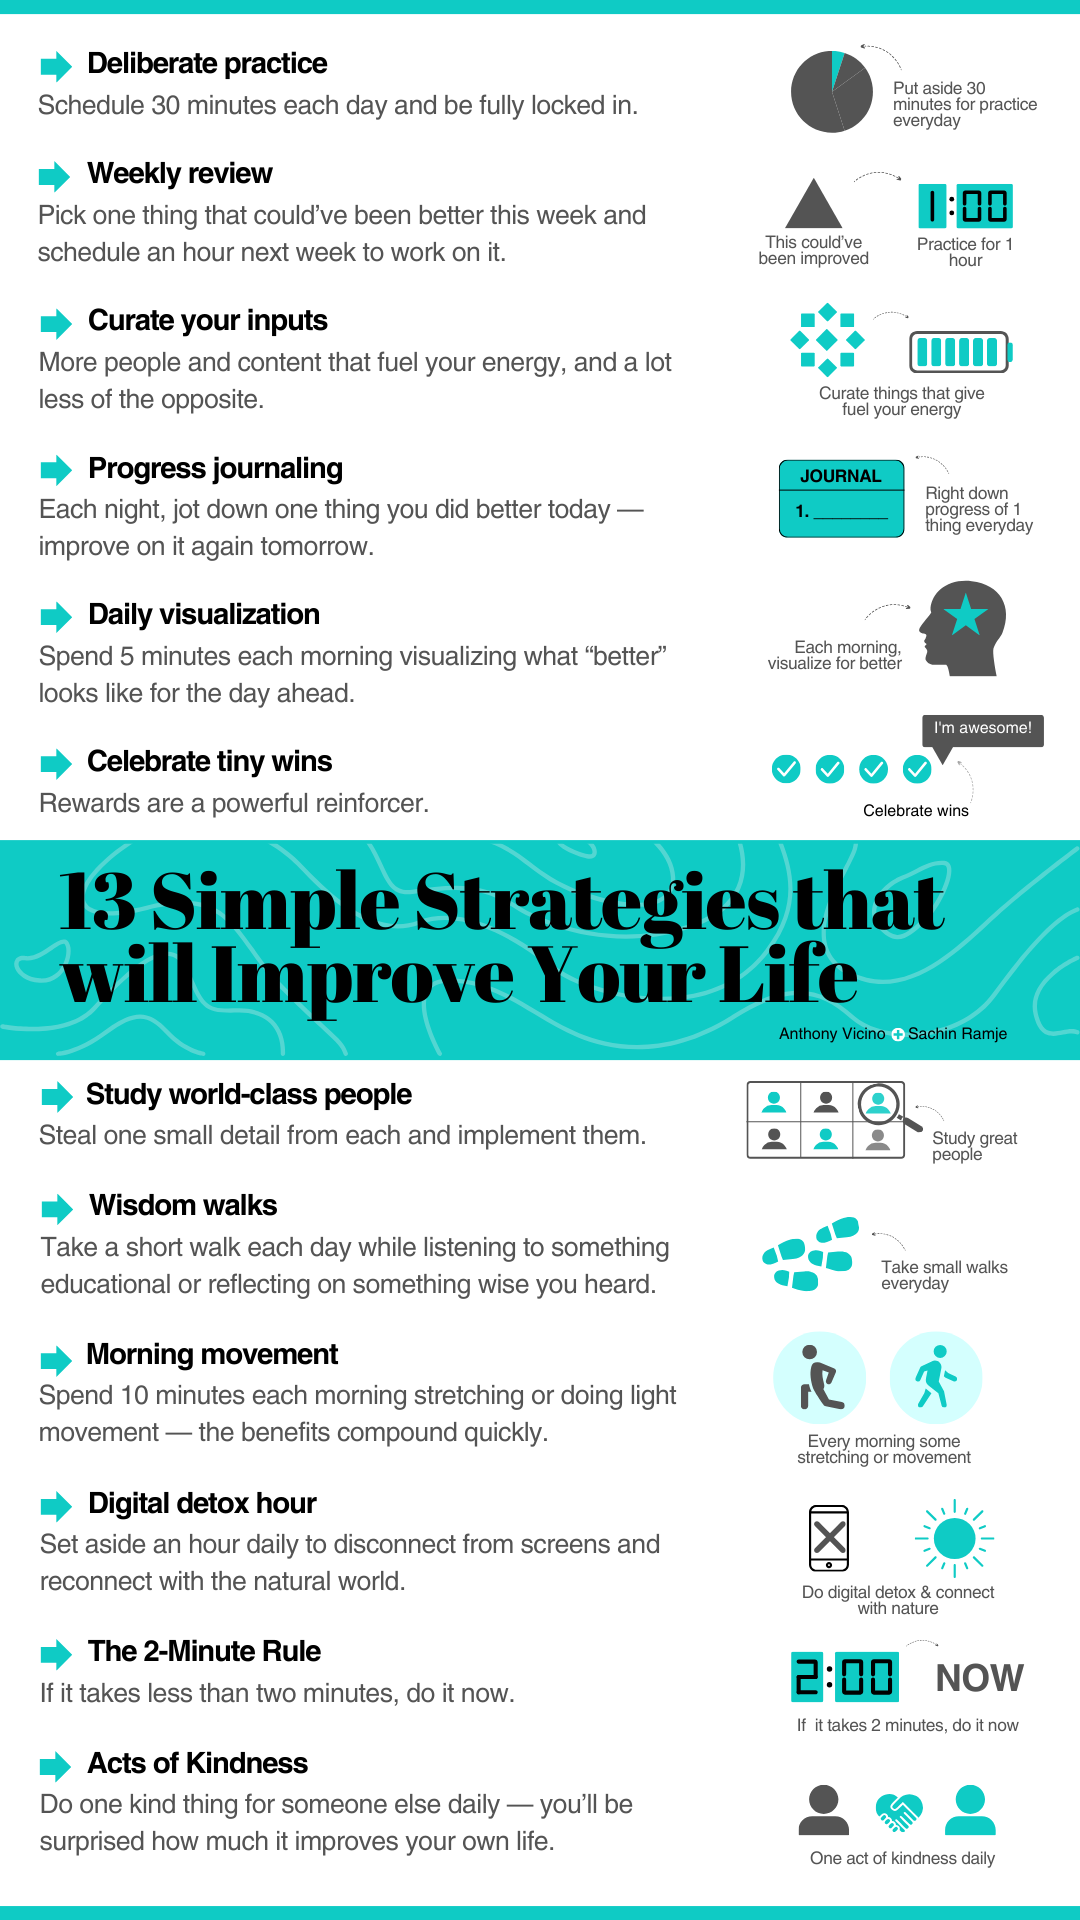 Deliberate practice
Schedule 30 minutes each day and be fully locked in.
Put aside 30
minutes for practice
everyday
Weekly review
Pick one thing that could’ve been better this week and
schedule an hour next week to work on it.
This could’ve
been improved
1:00
Practice for 1
hour
Curate your inputs
More people and content that fuel your energy, and a lot
less of the opposite.
Curate things that give
fuel your energy
Progress journaling
Each night, jot down one thing you did better today —
improve on it again tomorrow.
JOURNAL
1. ________
Right down
progress of 1
thing everyday
Daily visualization
Spend 5 minutes each morning visualizing what “better”
looks like for the day ahead.
Each morning,
visualize for better
Celebrate tiny wins
Rewards are a powerful reinforcer.
I'm awesome!
Celebrate wins
13 Simple Strategies that
will Improve Your Life
Anthony Vicino + Sachin Ramje
Study world-class people
Steal one small detail from each and implement them.
Study great
people
Wisdom walks
Take a short walk each day while listening to something
educational or reflecting on something wise you heard.
Take small walks
everyday
Morning movement
Spend 10 minutes each morning stretching or doing light
movement — the benefits compound quickly.
Every morning some
stretching or movement
Digital detox hour
Set aside an hour daily to disconnect from screens and
reconnect with the natural world.
Do digital detox & connect
with nature
The 2-Minute Rule
If it takes less than two minutes, do it now.
2:00 NOW
If  it takes 2 minutes, do it now
Acts of Kindness
Do one kind thing for someone else daily — you’ll be
surprised how much it improves your own life.
One act of kindness daily